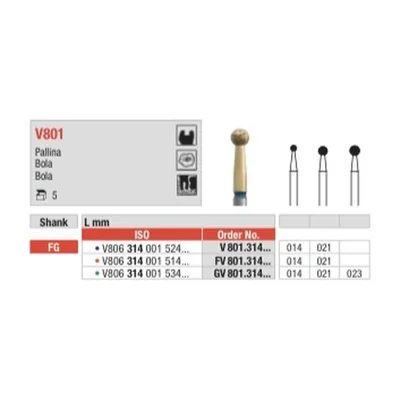 V801
Pallina
Bola
Bola
5
Shank L mm
ISO Order No.
FG • V806 314 001 524... V 801.314... 014 021
• V806 314 001 514... FV 801.314... 014 021
• V806 314 001 534... GV 801.314... 014 021 023